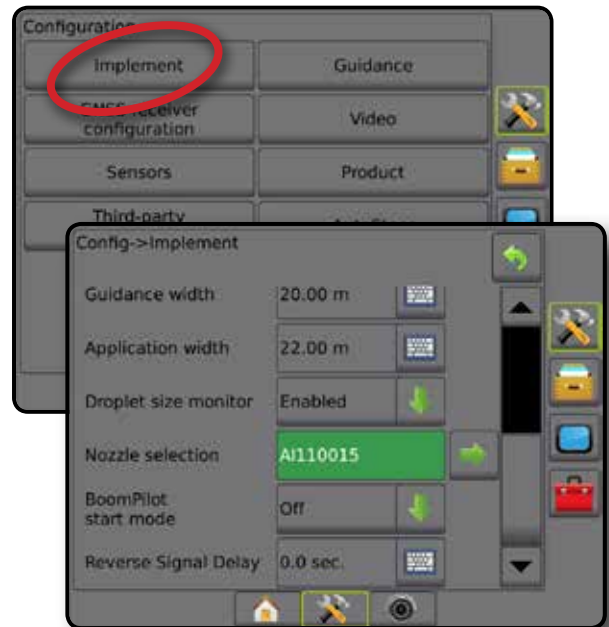 Configuration
Implement
Guidance
receiver
configuration
Video
Sensors
Product
Third-party
Config->Implement
Guidance width
20.00 m
Application width
22.00 m
Droplet size monitor
Enabled
Nozzle selection
AI110015
BoomPilot
start mode
Off
Reverse Signal Delay
0.0 sec.